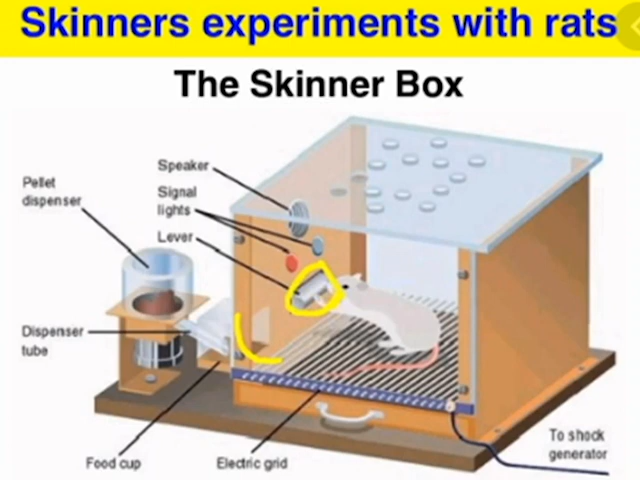 Skinners experiments with rats
The Skinner Box
Speaker
Pellet
dispenser
Signal
lights
Lever
Dispenser
tube
Food cup
Electric grid
To shock
generator